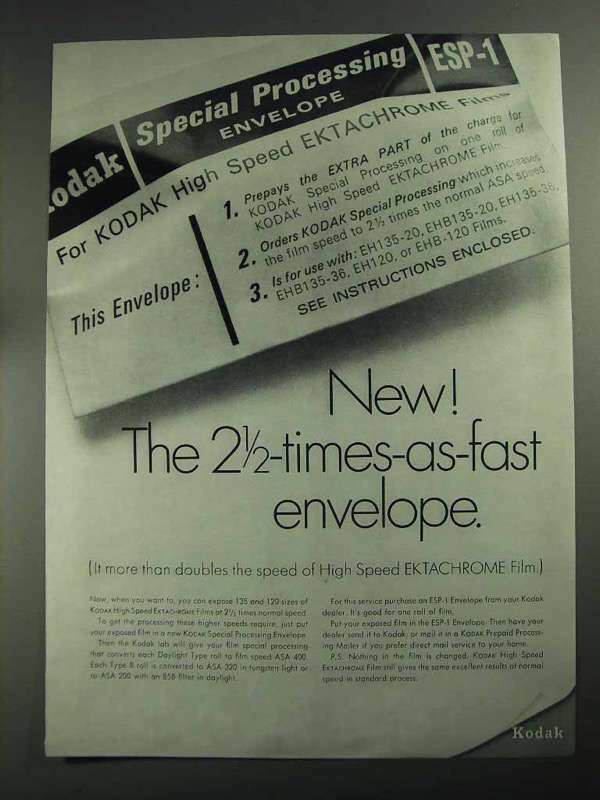 Kodak
Special Processing
ENVELOPE
ESP-1
For KODAK High Speed EKTACHROME Films
This Envelope:
1. Prepays the EXTRA PART of the charge for
KODAK Special Processing on one roll of
KODAK High Speed EKTACHROME Film.
2. Orders KODAK Special Processing which increases
the film speed to 2½ times the normal ASA speed.
3. Is for use with: EH135-20, EHB135-20, EH135-36,
EHB135-36, EH120, or EHB-120 Films.
SEE INSTRUCTIONS ENCLOSED.
New!
The 2½-times-as-fast
envelope.
(It more than doubles the speed of High Speed EKTACHROME Film.)
Now, when you want to, you can expose 135 and 120 sizes of
KODAK High Speed EKTACHROME Films at 2½ times normal speed.
To get the processing these higher speeds require, just put
your exposed film in a new KODAK Special Processing Envelope.
Then the Kodak lab will give your film special processing
that converts each Daylight Type roll to film speed ASA 400.
Each Type B roll is converted to ASA 320 in tungsten light or
to ASA 200 with an 85B filter in daylight.
For this service purchase an ESP-1 Envelope from your Kodak
dealer. It's good for one roll of film.
Put your exposed film in the ESP-1 Envelope. Then have your
dealer send it to Kodak, or mail it in a KODAK Prepaid Process-
ing Mailer if you prefer direct mail service to your home.
P.S. Nothing in the film is changed. KODAK High Speed
EKTACHROME Film still gives the same excellent results at normal
speed in standard process.
Kodak